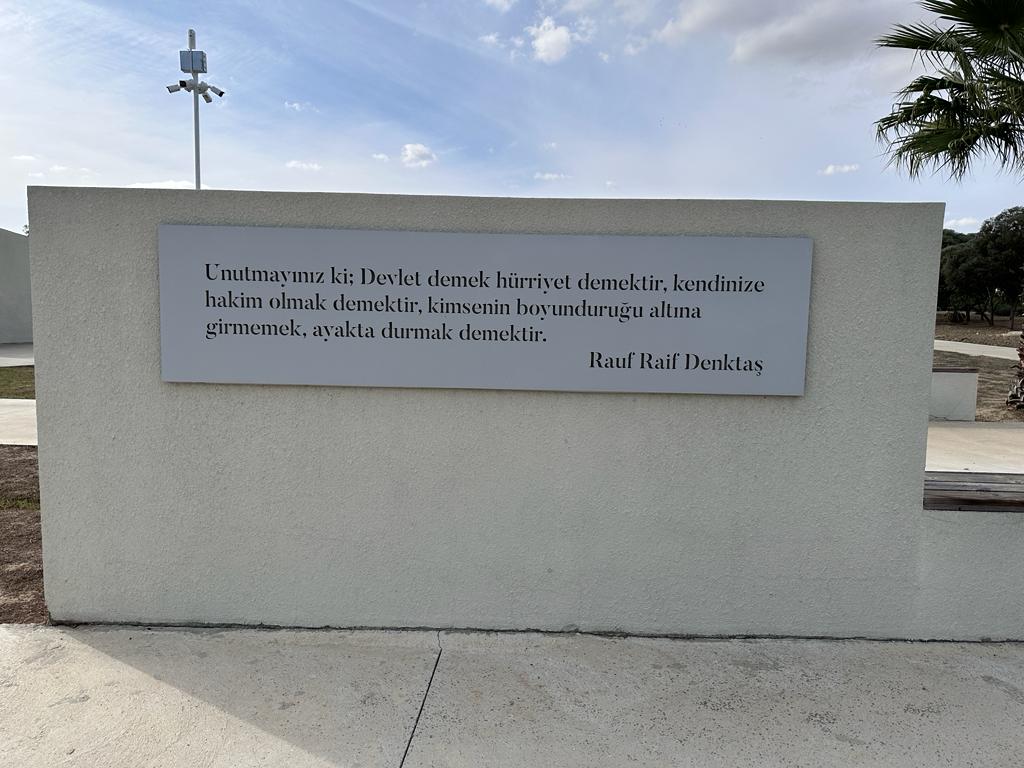 Unutmayınız ki; Devlet demek hürriyet demektir, kendinize
hakim olmak demektir, kimsenin boyunduruğu altına
girmemek, ayakta durmak demektir.
Rauf Raif Denktaş